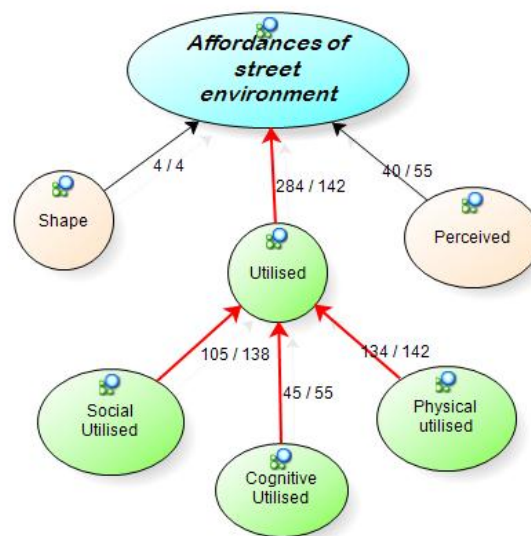 Affordances of
street
environment
4 / 4
40 / 55
284 / 142
Shape
Perceived
Utilised
105 / 138
134 / 142
45 / 55
Social
Utilised
Physical
utilised
Cognitive
Utilised